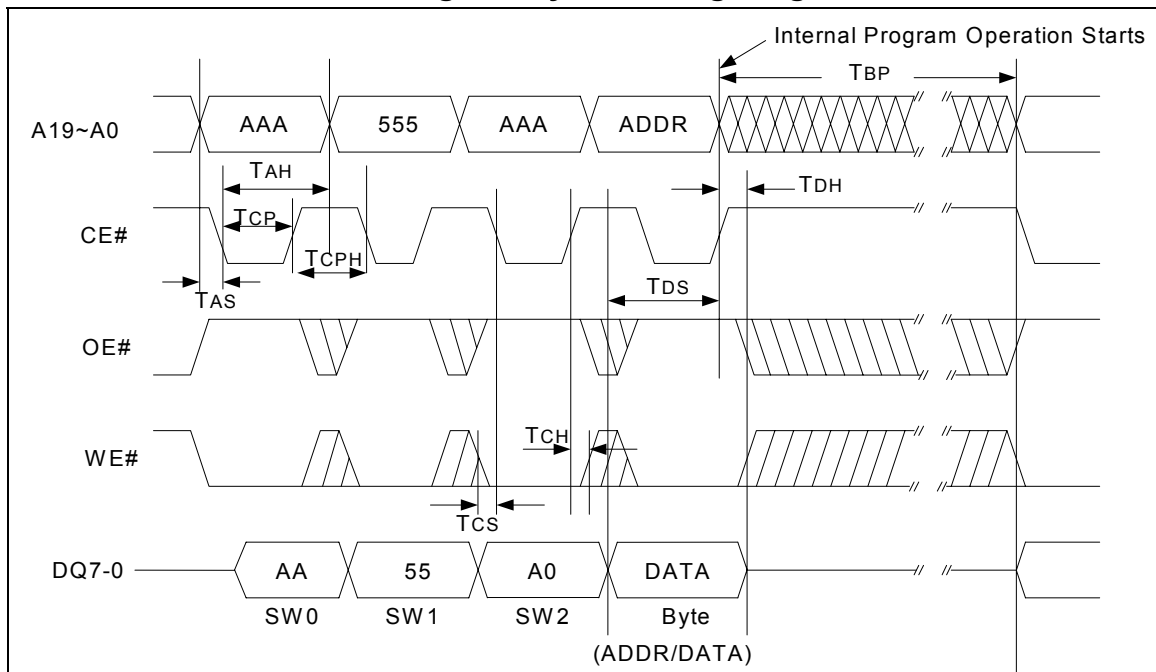 Internal Program Operation Starts
TBP
A19~A0 AAA 555 AAA ADDR
TAH
TDH
CE# TCP
TCPH
TAS
TDS
OE#
WE# TCH
TCS
DQ7-0 AA 55 A0 DATA
SW0 SW1 SW2 Byte
(ADDR/DATA)